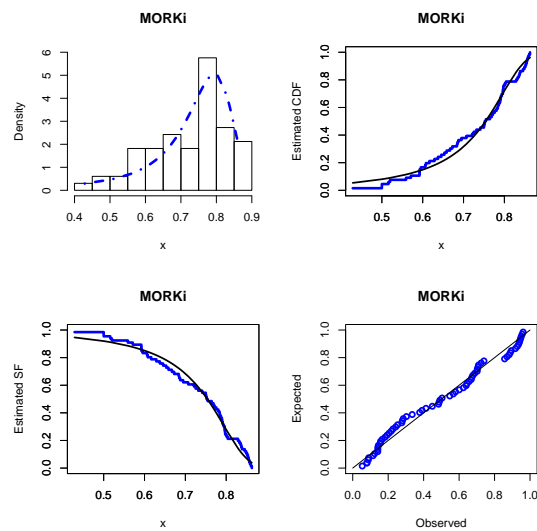 MORKi
Density
0 1 2 3 4 5 6
0.4 0.5 0.6 0.7 0.8 0.9
x
MORKi
Estimated CDF
0.0 0.2 0.4 0.6 0.8 1.0
0.5 0.6 0.7 0.8
x
MORKi
Estimated SF
0.0 0.2 0.4 0.6 0.8 1.0
0.5 0.6 0.7 0.8
x
MORKi
Expected
0.0 0.2 0.4 0.6 0.8 1.0
0.0 0.2 0.4 0.6 0.8 1.0
Observed